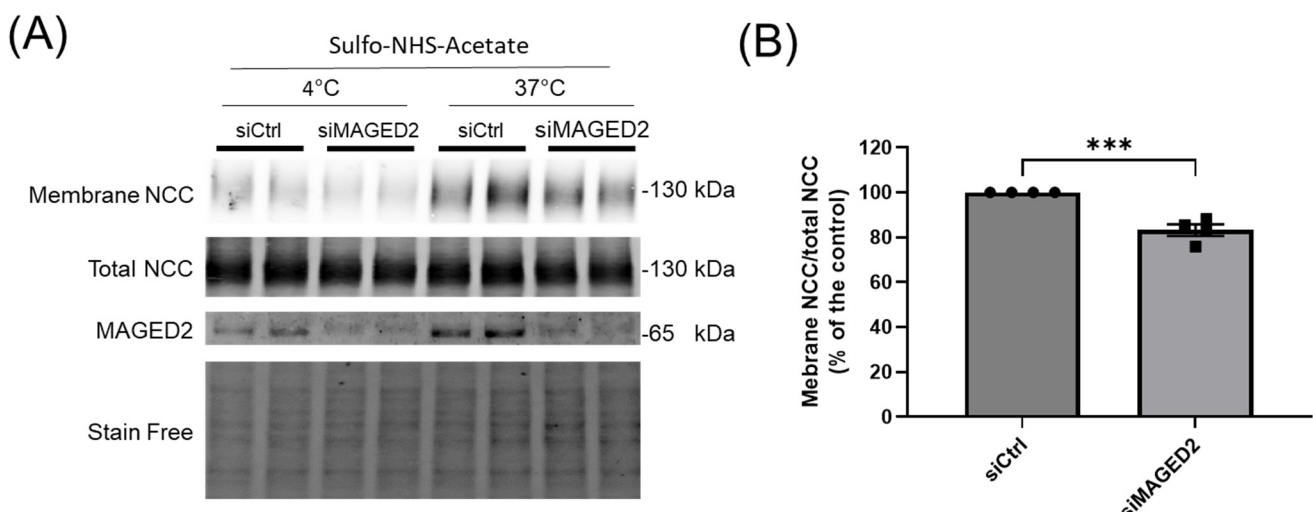 (A)
Sulfo-NHS-Acetate
4°C 37°C
siCtrl siMAGED2 siCtrl siMAGED2
Membrane NCC -130 kDa
Total NCC -130 kDa
MAGED2 -65 kDa
Stain Free
(B)
Mebrane NCC/total NCC
(% of the control)
120
100
80
60
40
20
0
***
siCtrl
siMAGED2